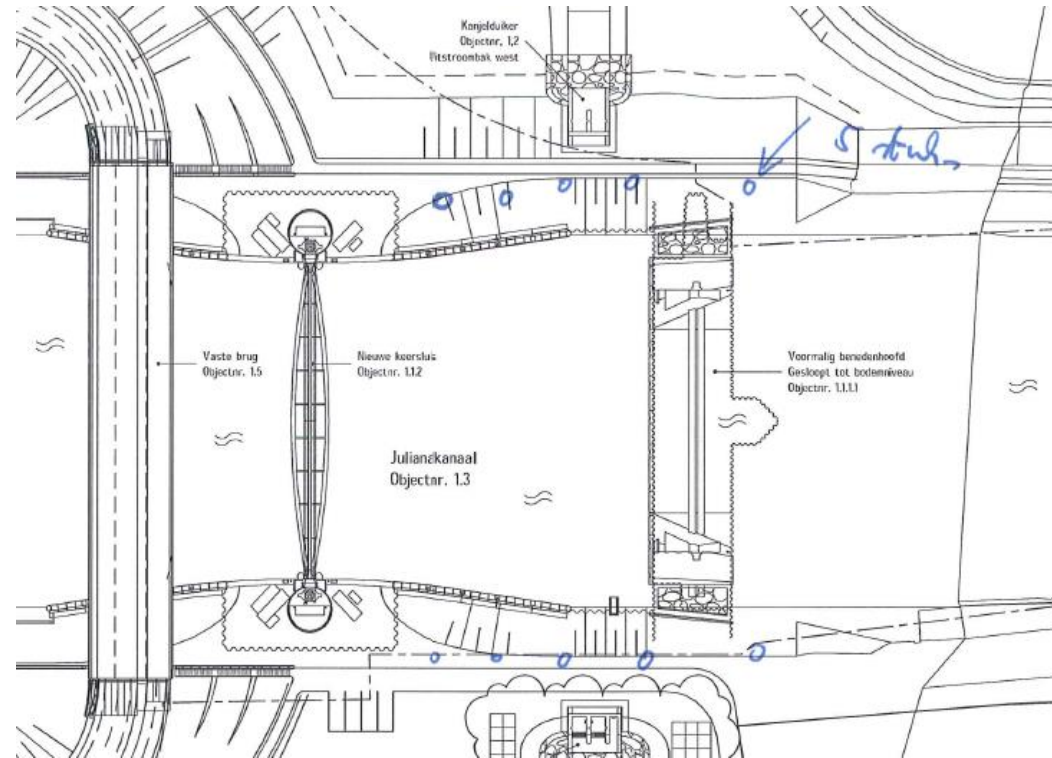 Kanjelduiker
Objectnr. 1.2
Uitstroombak west
5 stuks
Vaste brug
Objectnr. 1.5
Nieuwe keersluis
Objectnr. 1.1.2
Voormalig benedenhoofd
Gesloopt tot bodemniveau
Objectnr. 1.1.1.1
Julianakanaal
Objectnr. 1.3